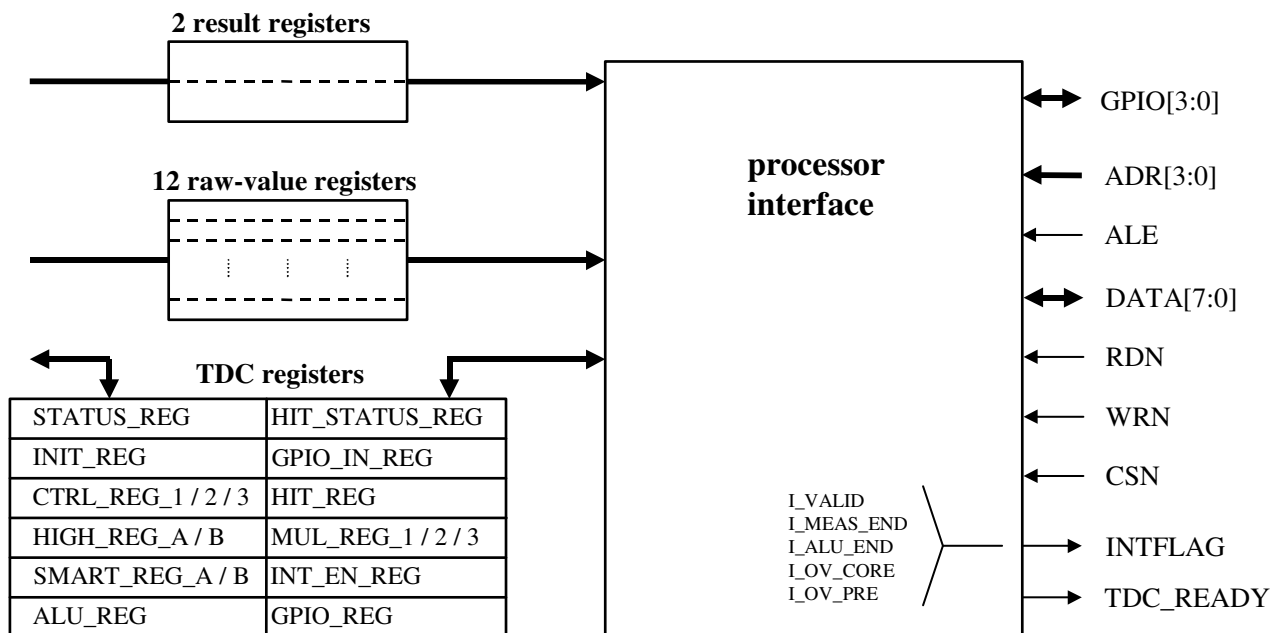 2 result registers
12 raw-value registers
TDC registers
STATUS_REG HIT_STATUS_REG
INIT_REG GPIO_IN_REG
CTRL_REG_1 / 2 / 3 HIT_REG
HIGH_REG_A / B MUL_REG_1 / 2 / 3
SMART_REG_A / B INT_EN_REG
ALU_REG GPIO_REG
processor
interface
I_VALID
I_MEAS_END
I_ALU_END
I_OV_CORE
I_OV_PRE
GPIO[3:0]
ADR[3:0]
ALE
DATA[7:0]
RDN
WRN
CSN
INTFLAG
TDC_READY